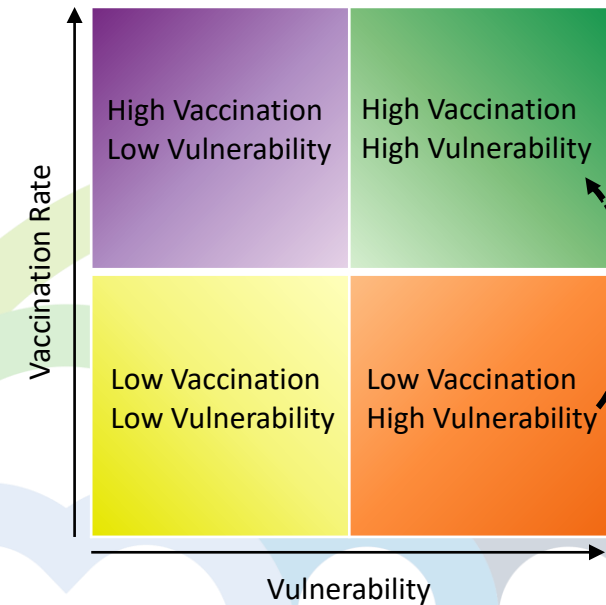 High Vaccination
Low Vulnerability
High Vaccination
High Vulnerability
Vaccination Rate
Low Vaccination
Low Vulnerability
Low Vaccination
High Vulnerability
Vulnerability